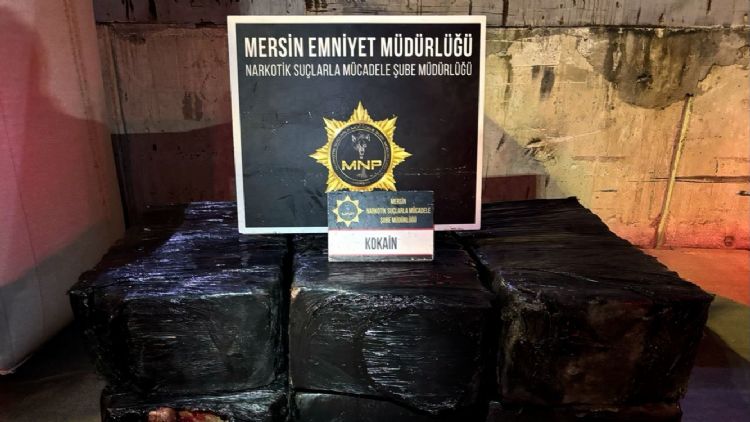 MERSİN EMNİYET MÜDÜRLÜĞÜ
NARKOTİK SUÇLARLA MÜCADELE ŞUBE MÜDÜRLÜĞÜ
MNP
MERSİN
NARKOTİK SUÇLARLA MÜCADELE
ŞUBE MÜDÜRLÜĞÜ
KOKAİN